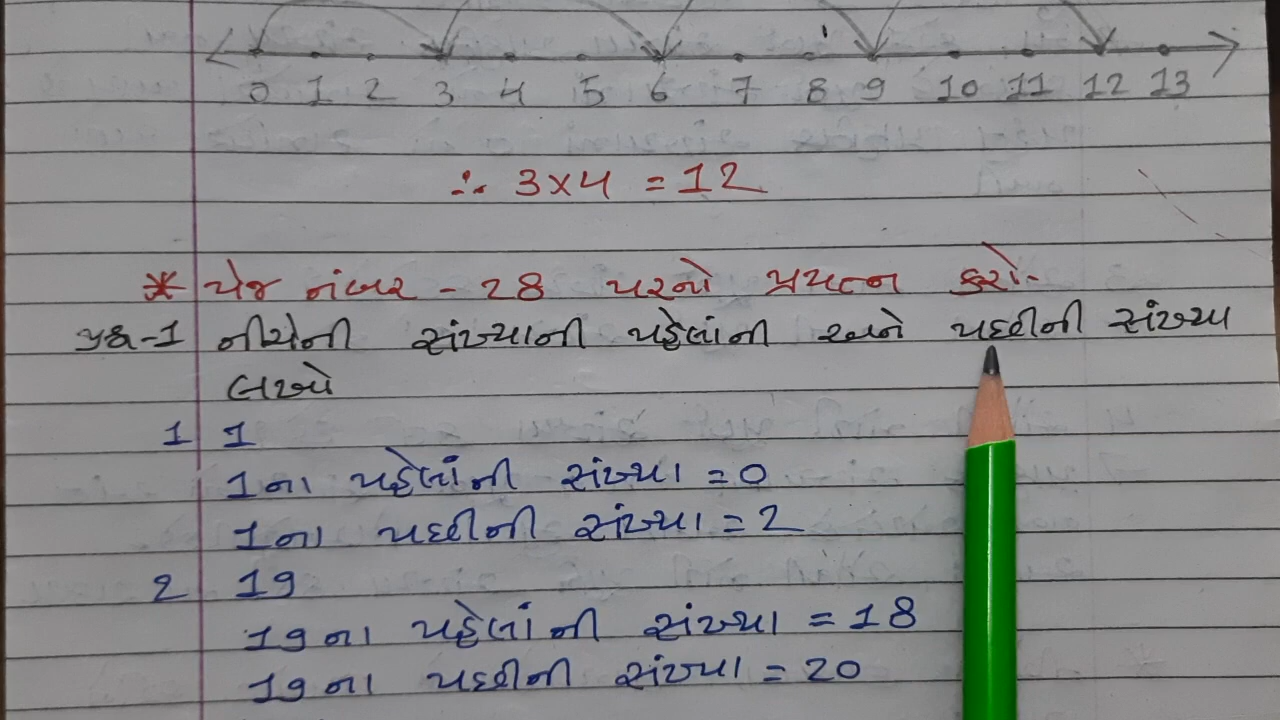 0 1 2 3 4 5 6 7 8 9 10 11 12 13
∴ 3×4 = 12
* પેજ નંબર - 28 પરનો પ્રયત્ન કરો.
પ્રશ્ન-1 નીચેની સંખ્યાની પહેલાંની અને પછીની સંખ્યા
લખો
1 1
1ના પહેલાંની સંખ્યા = 0
1ના પછીની સંખ્યા = 2
2 19
19ના પહેલાંની સંખ્યા = 18
19ના પછીની સંખ્યા = 20